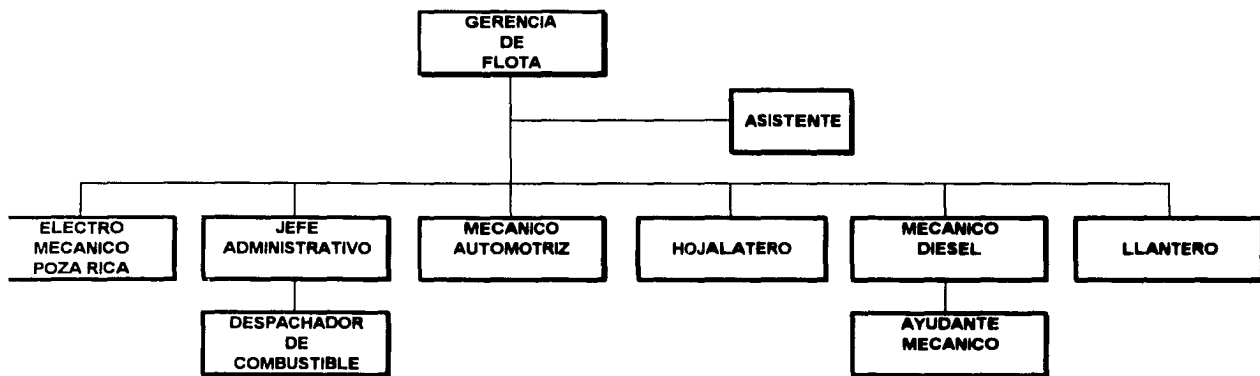 GERENCIA
DE
FLOTA
ASISTENTE
ELECTRO
MECANICO
POZA RICA
JEFE
ADMINISTRATIVO
MECANICO
AUTOMOTRIZ
HOJALATERO
MECANICO
DIESEL
LLANTERO
DESPACHADOR
DE
COMBUSTIBLE
AYUDANTE
MECANICO